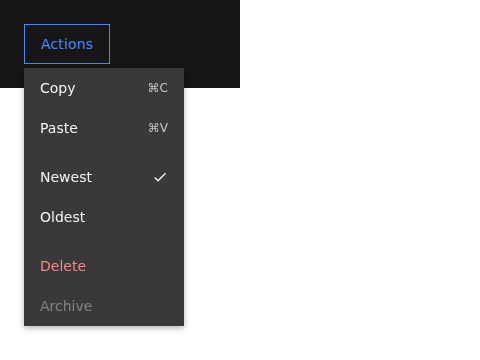 Actions
Copy ⌘C
Paste ⌘V
Newest
Oldest
Delete
Archive